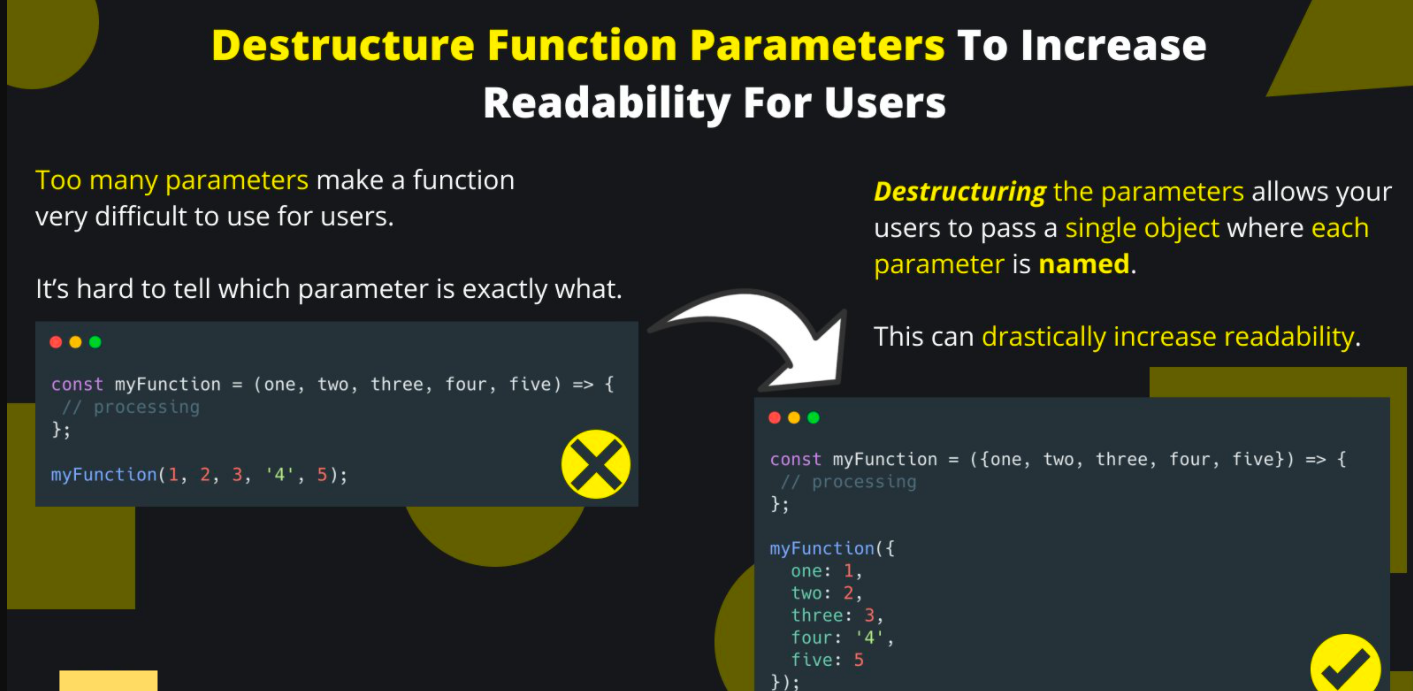 Destructure Function Parameters To Increase
Readability For Users
Too many parameters make a function
very difficult to use for users.
It's hard to tell which parameter is exactly what.
const myFunction = (one, two, three, four, five) => {
// processing
};
myFunction(1, 2, 3, '4', 5);
Destructuring the parameters allows your
users to pass a single object where each
parameter is named.
This can drastically increase readability.
const myFunction = ({one, two, three, four, five}) => {
// processing
};
myFunction({
one: 1,
two: 2,
three: 3,
four: '4',
five: 5
});